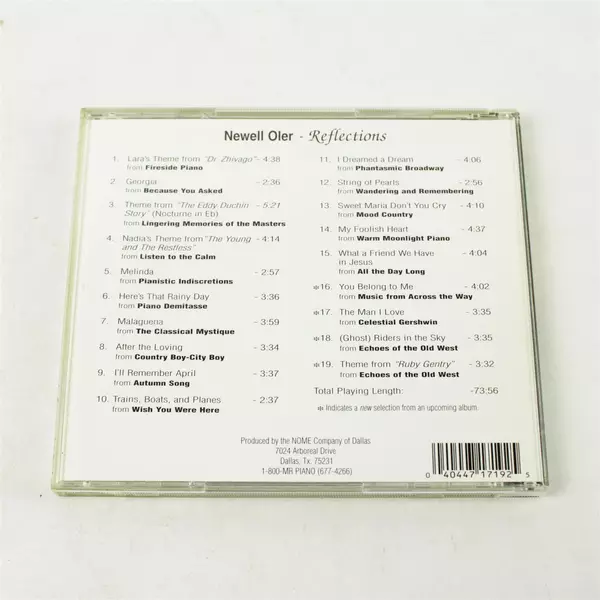 Newell Oler - Reflections
1. Lara's Theme from "Dr Zhivago" - 4:38
from Fireside Piano
2. Georgia - 2:36
from Because You Asked
3. Theme from "The Eddy Duchin - 5:21
Story" (Nocturne in Eb)
from Lingering Memories of the Masters
4. Nadia's Theme from "The Young - 4:14
and The Restless"
from Listen to the Calm
5. Melinda - 2:57
from Pianistic Indiscretions
6. Here's That Rainy Day - 3:36
from Piano Demitasse
7. Malaguena - 3:59
from The Classical Mystique
8. After the Loving - 3:34
from Country Boy-City Boy
9. I'll Remember April - 3:37
from Autumn Song
10. Trains, Boats, and Planes - 2:37
from Wish You Were Here
11. I Dreamed a Dream - 4:06
from Phantasmic Broadway
12. String of Pearls - 2:56
from Wandering and Remembering
13. Sweet Maria Don't You Cry - 4:10
from Mood Country
14. My Foolish Heart - 4:37
from Warm Moonlight Piano
15. What a Friend We Have - 4:04
in Jesus
from All the Day Long
16. You Belong to Me - 4:02
from Music from Across the Way
17. The Man I Love - 3:35
from Celestial Gershwin
18. (Ghost) Riders in the Sky - 3:35
from Echoes of the Old West
19. Theme from "Ruby Gentry" - 3:32
from Echoes of the Old West
Total Playing Length: -73:56
Indicates a new selection from an upcoming album
Produced by the NOME Company of Dallas
7024 Arboreal Drive
Dallas, Tx. 75231
1-800-MR PIANO (677-4266)
0 40447 17192 5